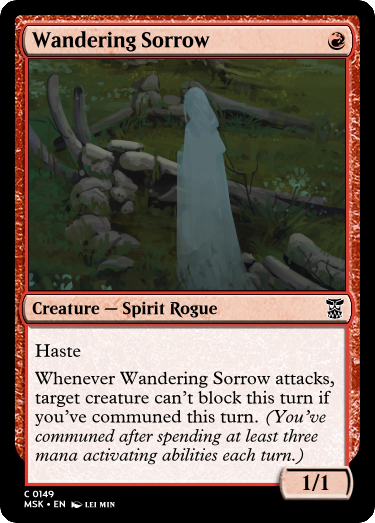 Wandering Sorrow
Creature — Spirit Rogue
Haste
Whenever Wandering Sorrow attacks,
target creature can't block this turn if
you've communed this turn. (You've
communed after spending at least three
mana activating abilities each turn.)
1/1
C 0149
MSK • EN LEI MIN